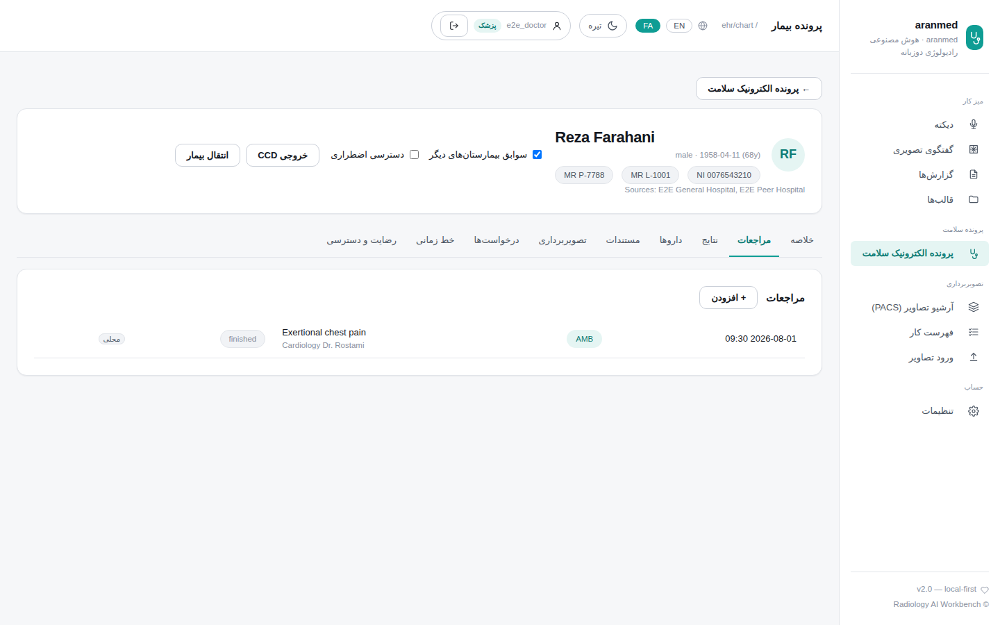 aranmed
aranmed · هوش مصنوعی
رادیولوژی دوزبانه
میز کار
دیکته
گفتگوی تصویری
گزارش‌ها
قالب‌ها
پرونده سلامت
پرونده الکترونیک سلامت
تصویربرداری
آرشیو تصاویر (PACS)
فهرست کار
ورود تصاویر
حساب
تنظیمات
v2.0 — local-first
Radiology AI Workbench ©
پرونده بیمار
ehr/chart /
EN
FA
تیره
e2e_doctor
پزشک
← پرونده الکترونیک سلامت
RF
Reza Farahani
male · 1958-04-11 (68y)
NI 0076543210
MR L-1001
MR P-7788
Sources: E2E General Hospital, E2E Peer Hospital
سوابق بیمارستان‌های دیگر
دسترسی اضطراری
خروجی CCD
انتقال بیمار
خلاصه
مراجعات
نتایج
داروها
مستندات
تصویربرداری
درخواست‌ها
خط زمانی
رضایت و دسترسی
مراجعات
+ افزودن
09:30 2026-08-01
AMB
Exertional chest pain
Cardiology Dr. Rostami
finished
محلی